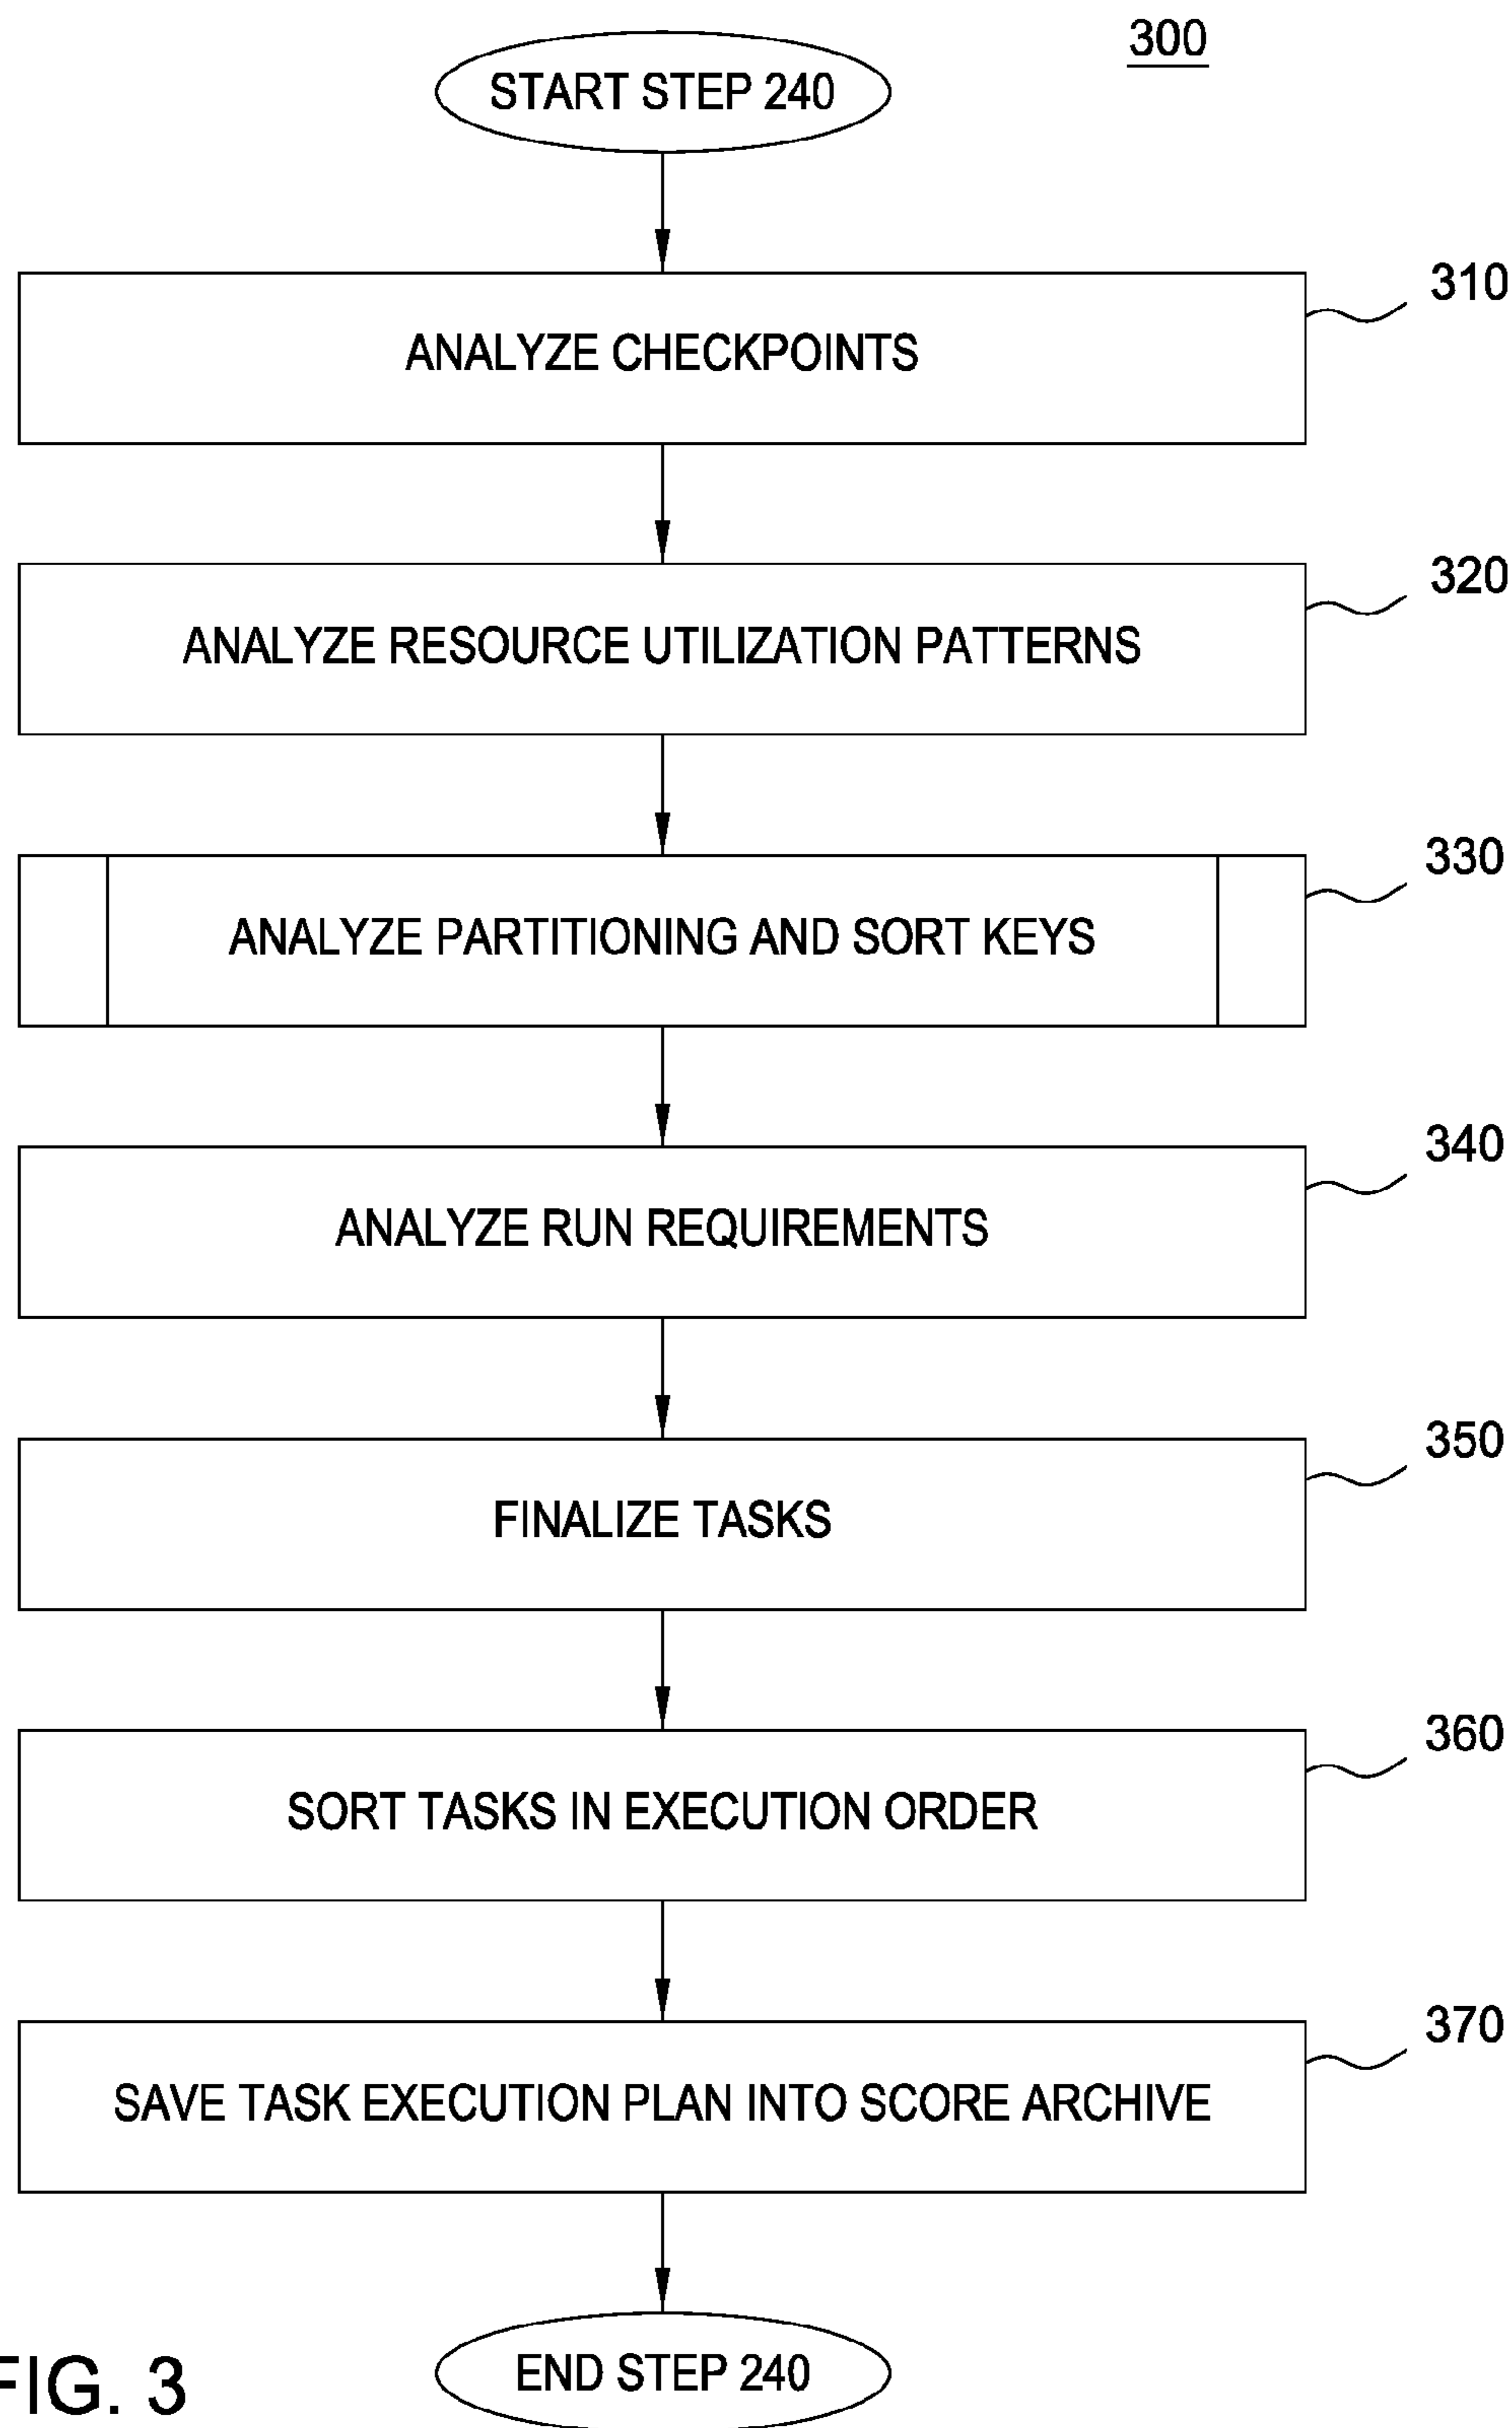 300
START STEP 240
310
ANALYZE CHECKPOINTS
320
ANALYZE RESOURCE UTILIZATION PATTERNS
330
ANALYZE PARTITIONING AND SORT KEYS
340
ANALYZE RUN REQUIREMENTS
350
FINALIZE TASKS
360
SORT TASKS IN EXECUTION ORDER
370
SAVE TASK EXECUTION PLAN INTO SCORE ARCHIVE
END STEP 240
FIG. 3